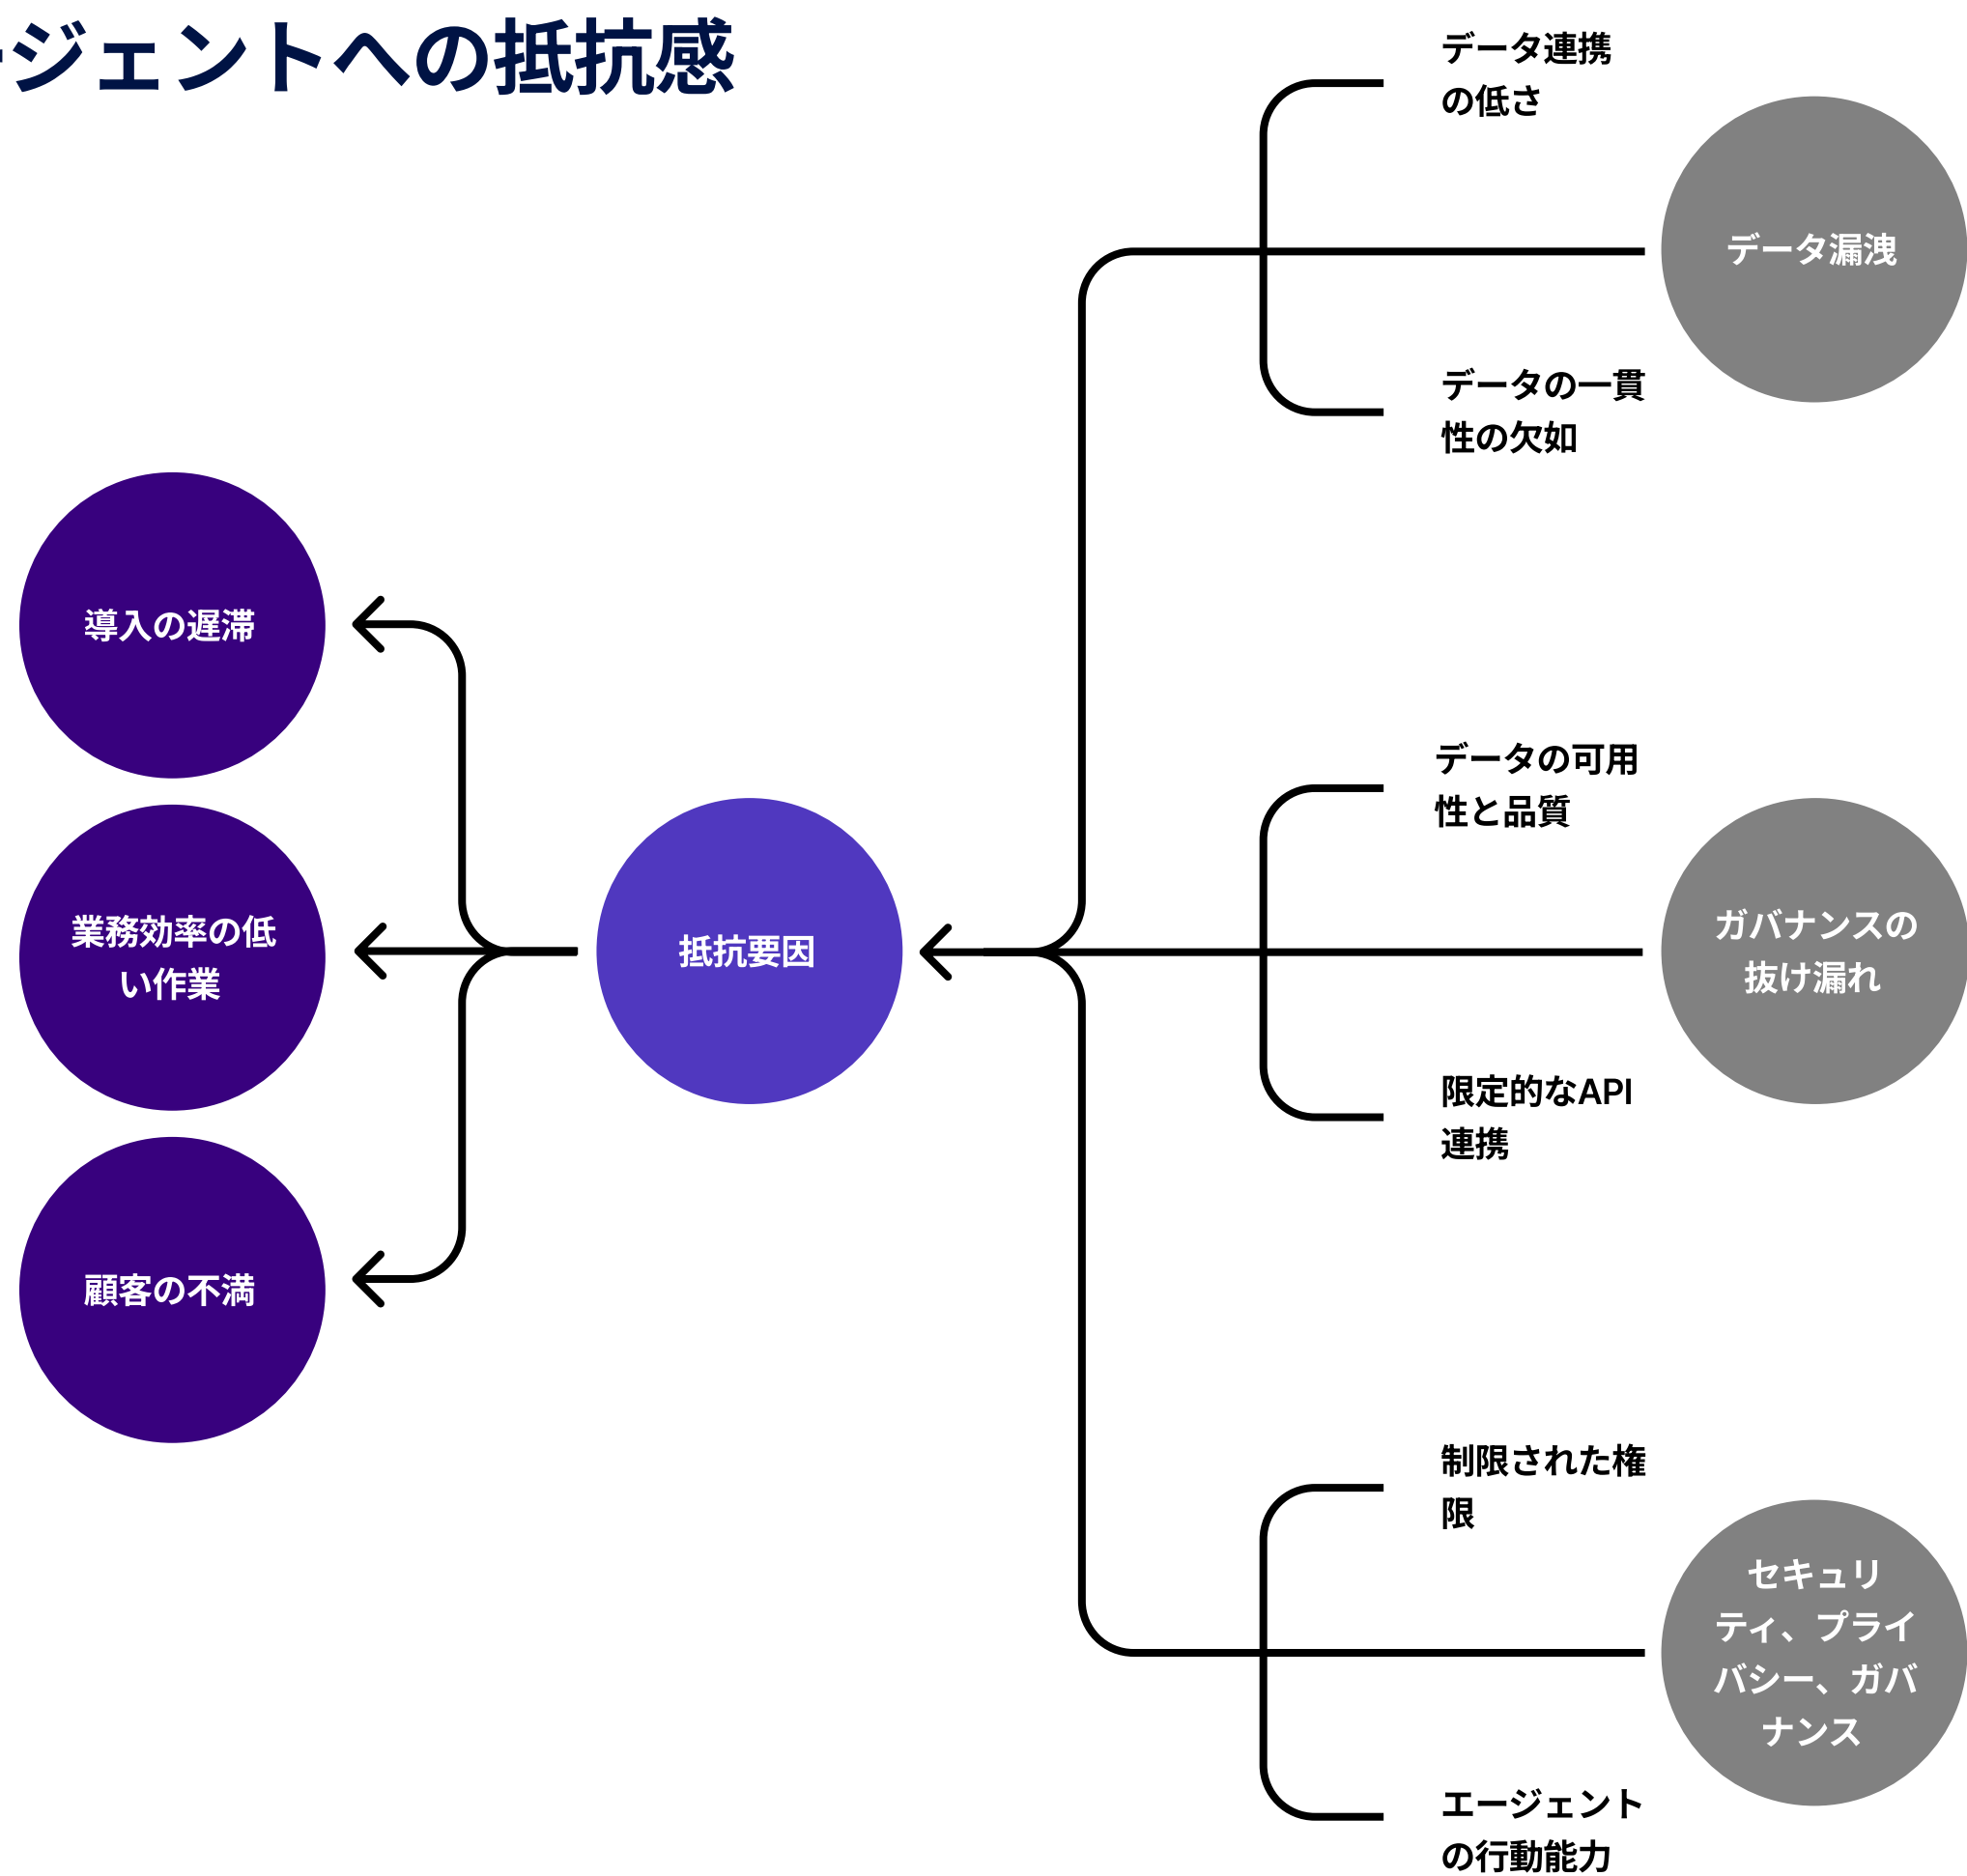 ージェントへの抵抗感
データ連携
の低さ
データ漏洩
データの一貫
性の欠如
導入の遅滞
業務効率の低
い作業
顧客の不満
抵抗要因
データの可用
性と品質
ガバナンスの
抜け漏れ
限定的なAPI
連携
制限された権
限
セキュリ
ティ、プライ
バシー、ガバ
ナンス
エージェント
の行動能力